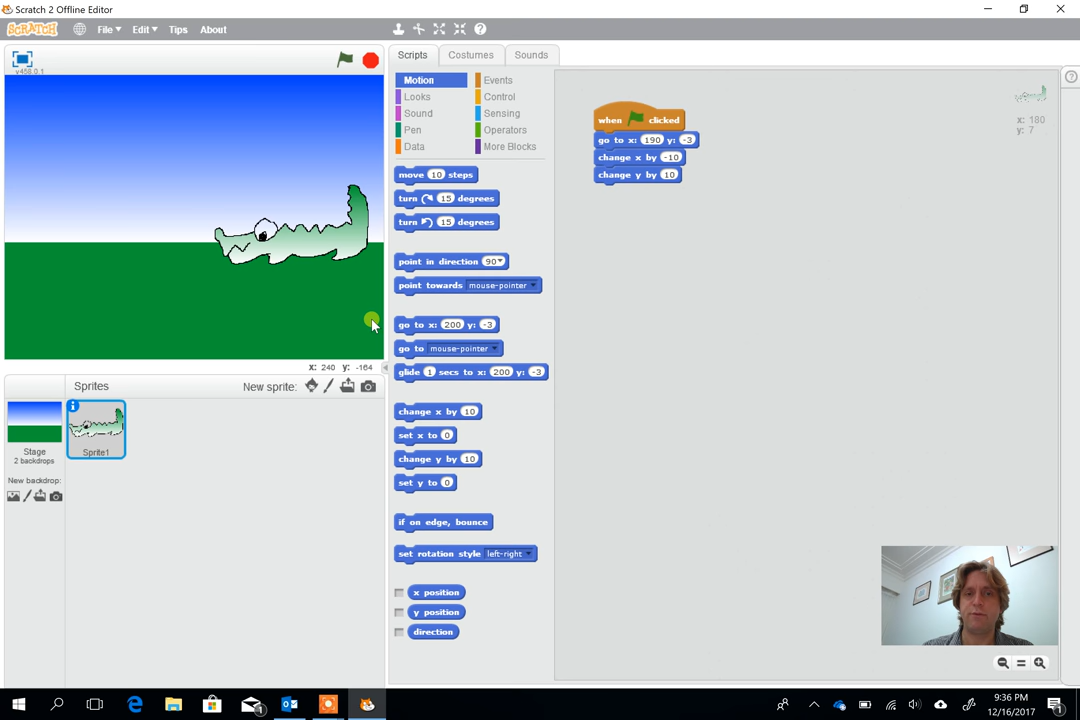 Scratch 2 Offline Editor
SCRATCH File Edit Tips About
v458.0.1
Scripts Costumes Sounds
Motion Events
Looks Control
Sound Sensing
Pen Operators
Data More Blocks
move 10 steps
turn 15 degrees
turn 15 degrees
point in direction 90
point towards mouse-pointer
go to x: 200 y: -3
go to mouse-pointer
glide 1 secs to x: 200 y: -3
change x by 10
set x to 0
change y by 10
set y to 0
if on edge, bounce
set rotation style left-right
x position
y position
direction
when clicked
go to x: 190 y: -3
change x by -10
change y by 10
x: 180
y: 7
x: 240 y: -164
Sprites New sprite:
Stage
2 backdrops
New backdrop:
Sprite1
9:36 PM
12/16/2017